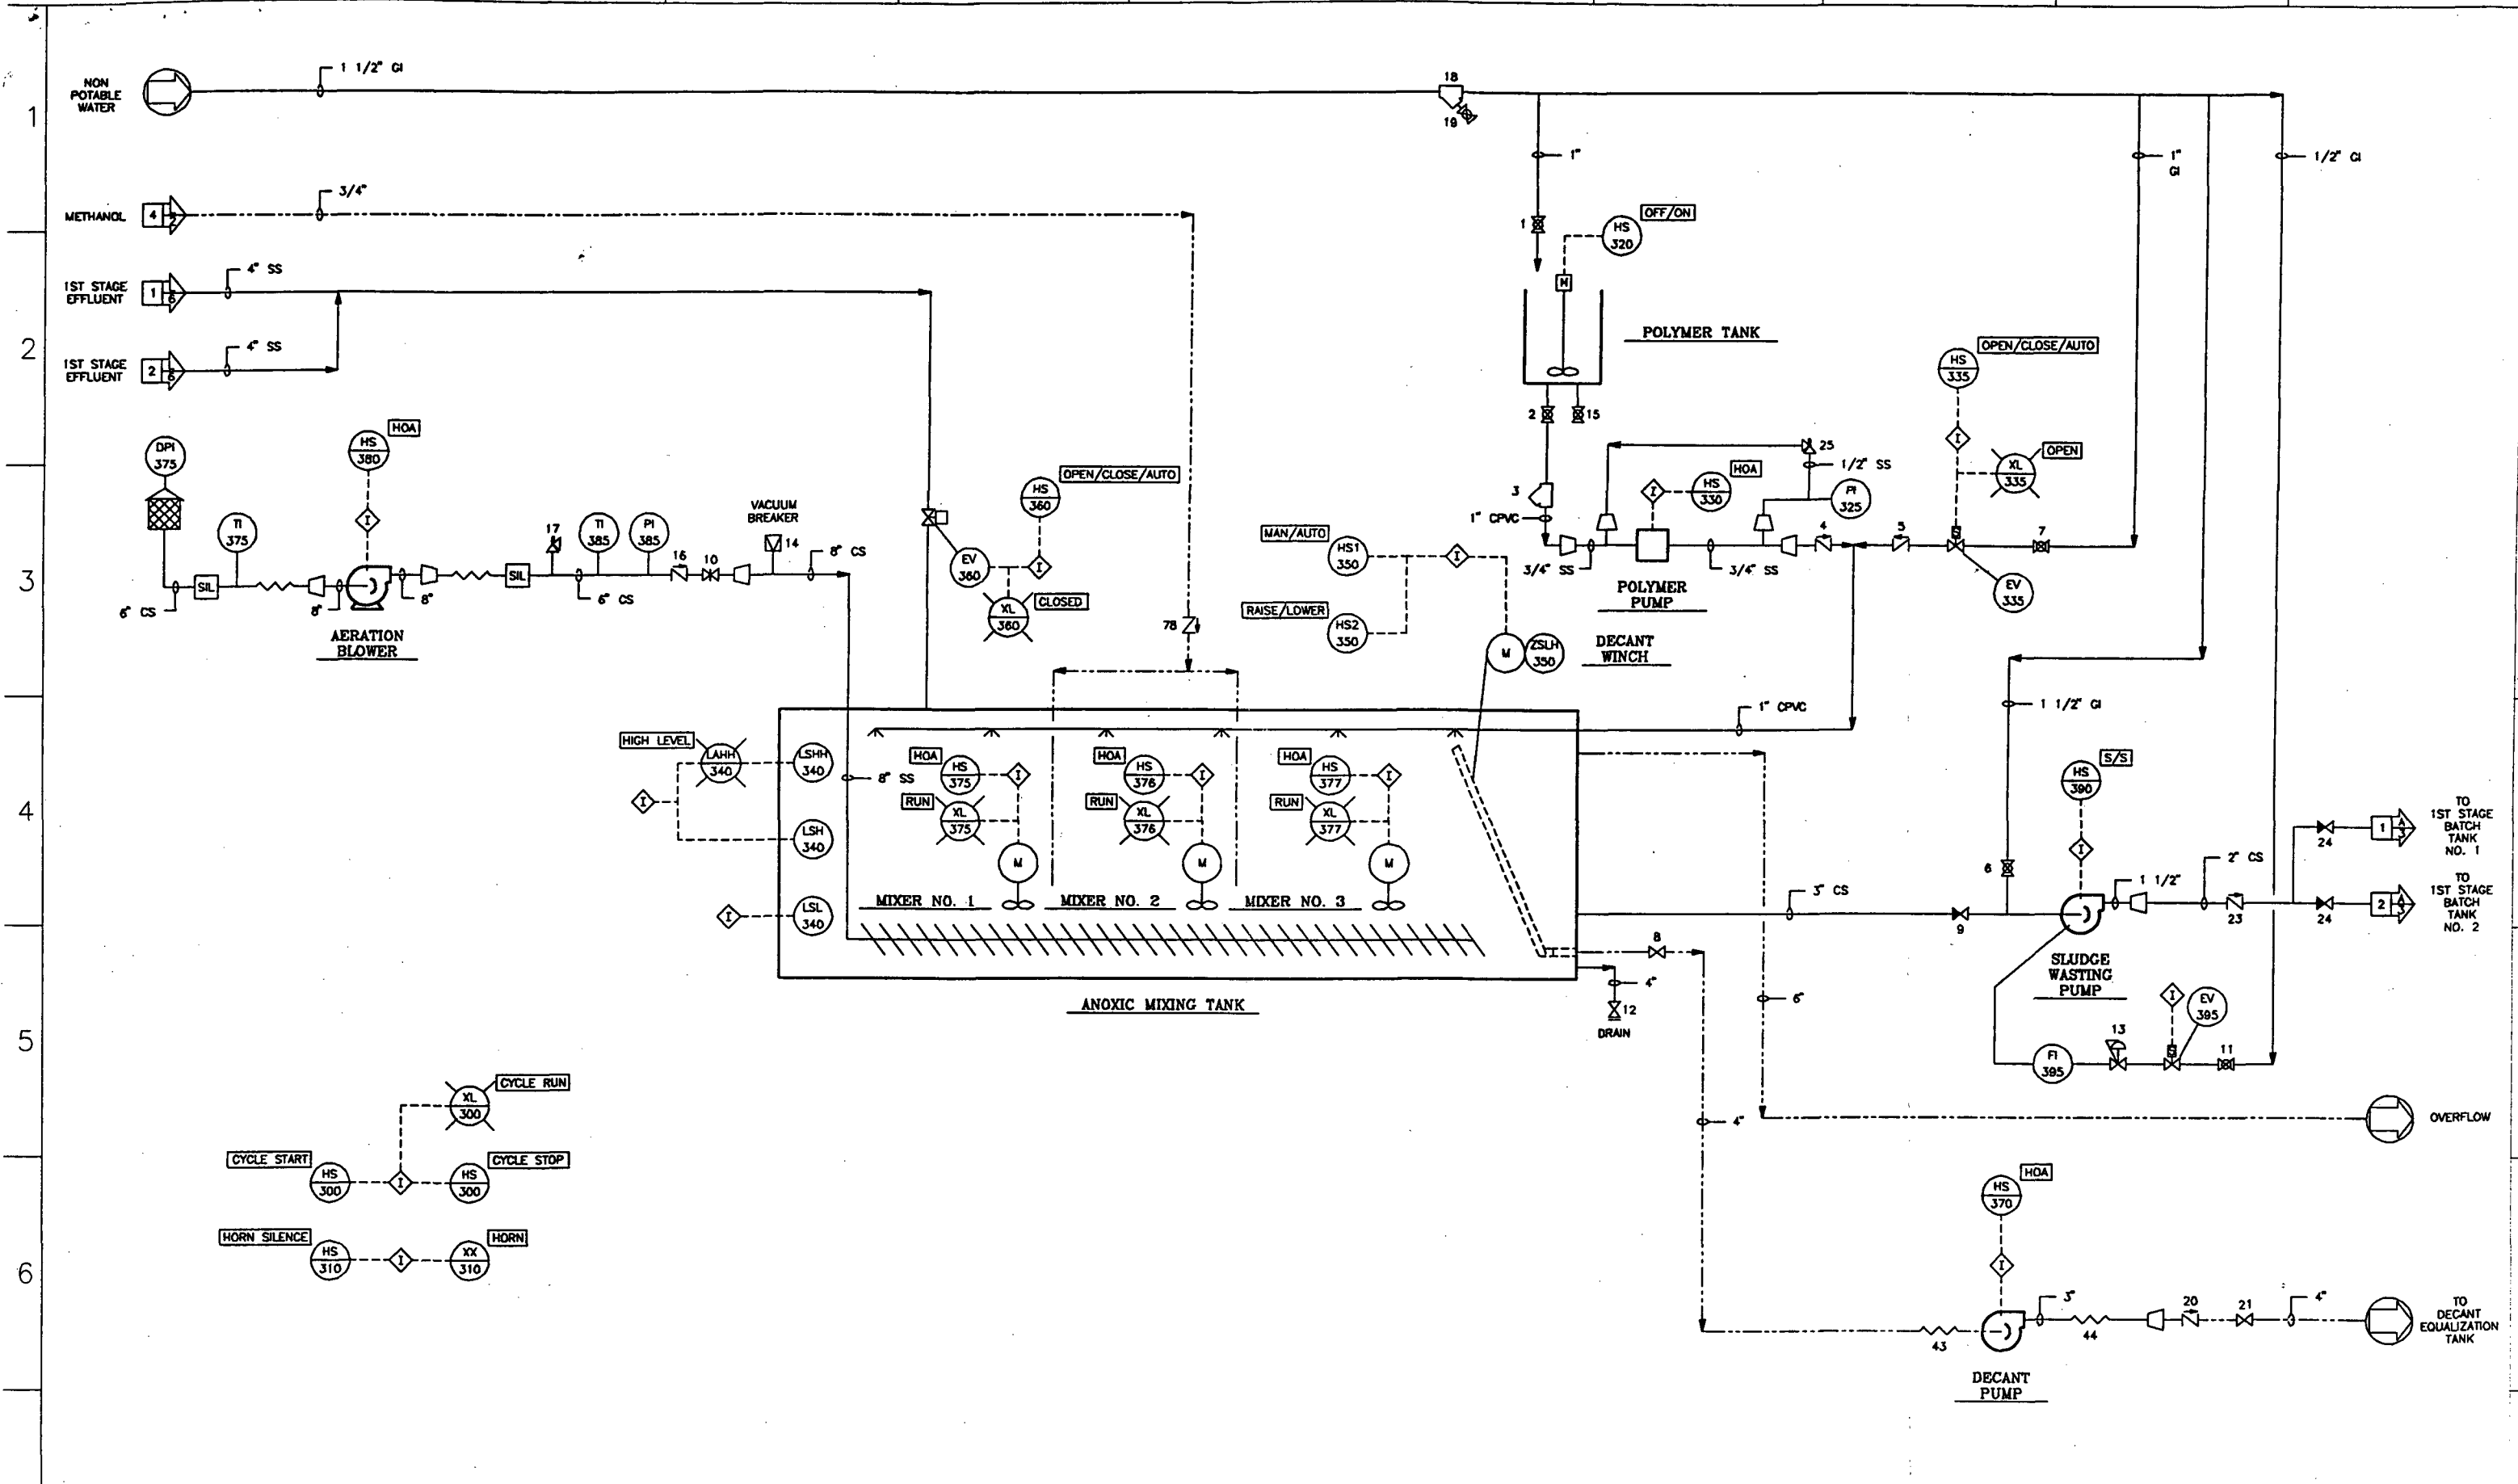 1
2
3
4
5
6
NON
POTABLE
WATER
1 1/2" GI
18
19
1"
1"
GI
1/2" GI
METHANOL
4
3/4"
1ST STAGE
EFFLUENT
1
6
4" SS
1ST STAGE
EFFLUENT
2
6
4" SS
1
HS
320
OFF/ON
M
POLYMER TANK
2
15
HS
335
OPEN/CLOSE/AUTO
I
XL
335
OPEN
25
1/2" SS
PI
325
3
1" CPVC
I
HS
330
HOA
3/4" SS
3/4" SS
4
5
S
7
EV
335
POLYMER
PUMP
DPI
375
HS
380
HOA
I
TI
375
6" CS
SIL
8"
8"
SIL
17
6" CS
TI
385
PI
385
16
10
VACUUM
BREAKER
14
8" CS
AERATION
BLOWER
HS
360
OPEN/CLOSE/AUTO
EV
360
I
XL
360
CLOSED
78
MAN/AUTO
HS1
350
I
RAISE/LOWER
HS2
350
M
ZSLH
350
DECANT
WINCH
1 1/2" GI
1" CPVC
HIGH LEVEL
LAHH
340
LSHH
340
I
LSH
340
I
LSL
340
8" SS
HOA
HS
375
I
RUN
XL
375
M
MIXER NO. 1
HOA
HS
376
I
RUN
XL
376
M
MIXER NO. 2
HOA
HS
377
I
RUN
XL
377
M
MIXER NO. 3
ANOXIC MIXING TANK
8
4"
12
DRAIN
6"
4"
3" CS
9
6
HS
390
S/S
I
1 1/2"
2" CS
23
24
24
1
A
3
TO
1ST STAGE
BATCH
TANK
NO. 1
2
A
TO
1ST STAGE
BATCH
TANK
NO. 2
SLUDGE
WASTING
PUMP
I
EV
395
FI
395
13
S
11
OVERFLOW
XL
300
CYCLE RUN
CYCLE START
HS
300
I
HS
300
CYCLE STOP
HORN SILENCE
HS
310
I
XX
310
HORN
HS
370
HOA
I
43
3"
44
20
21
4"
TO
DECANT
EQUALIZATION
TANK
DECANT
PUMP